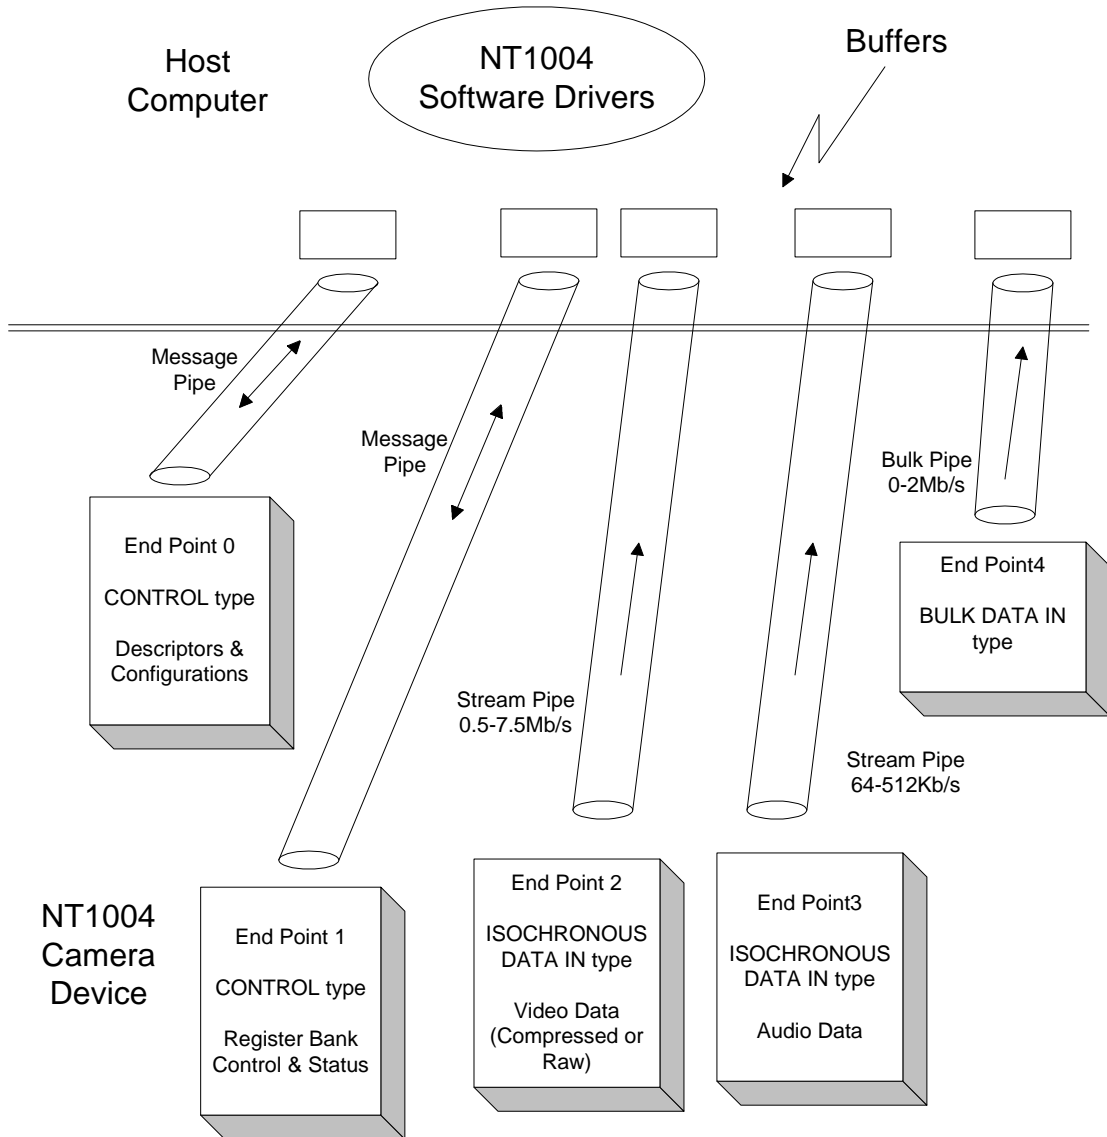 Host
Computer
NT1004
Software Drivers
Buffers
Message
Pipe
Message
Pipe
Bulk Pipe
0-2Mb/s
End Point 0
CONTROL type
Descriptors &
Configurations
End Point4
BULK DATA IN
type
Stream Pipe
0.5-7.5Mb/s
Stream Pipe
64-512Kb/s
NT1004
Camera
Device
End Point 1
CONTROL type
Register Bank
Control & Status
End Point 2
ISOCHRONOUS
DATA IN type
Video Data
(Compressed or
Raw)
End Point3
ISOCHRONOUS
DATA IN type
Audio Data